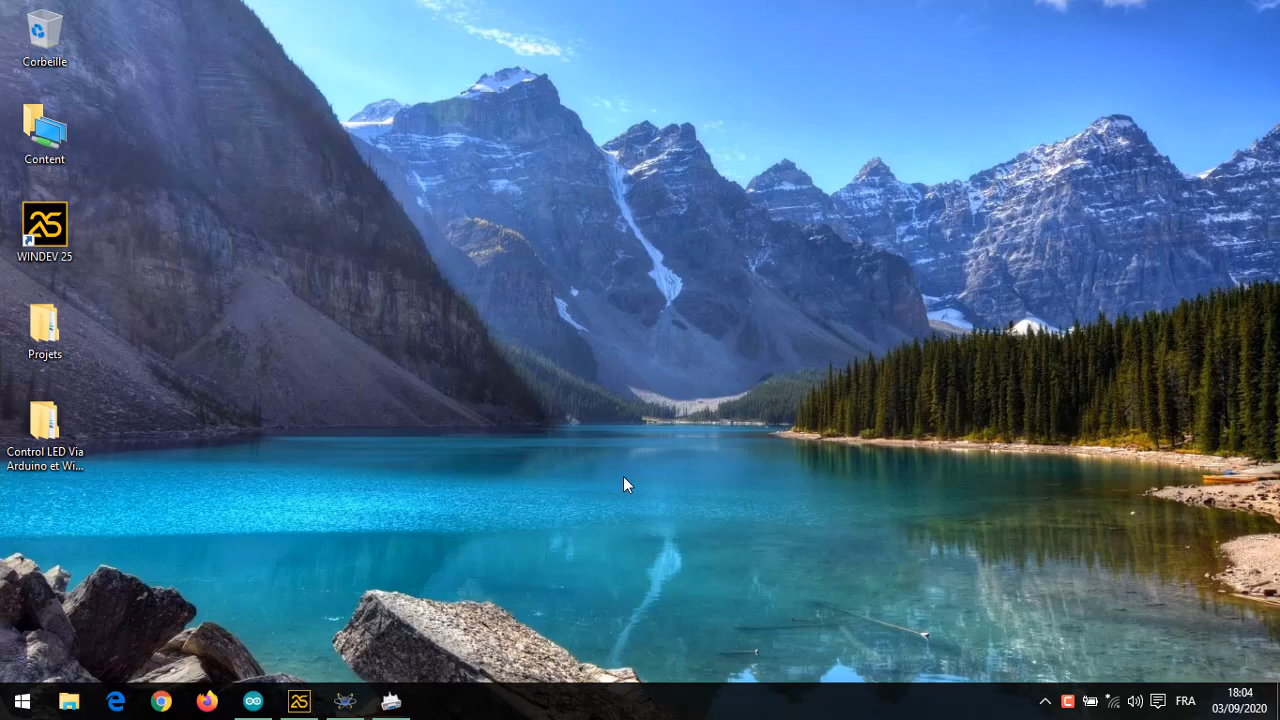 Corbeille
Content
WINDEV 25
Projets
Control LED Via
Arduino et Wi...
FRA
18:04
03/09/2020